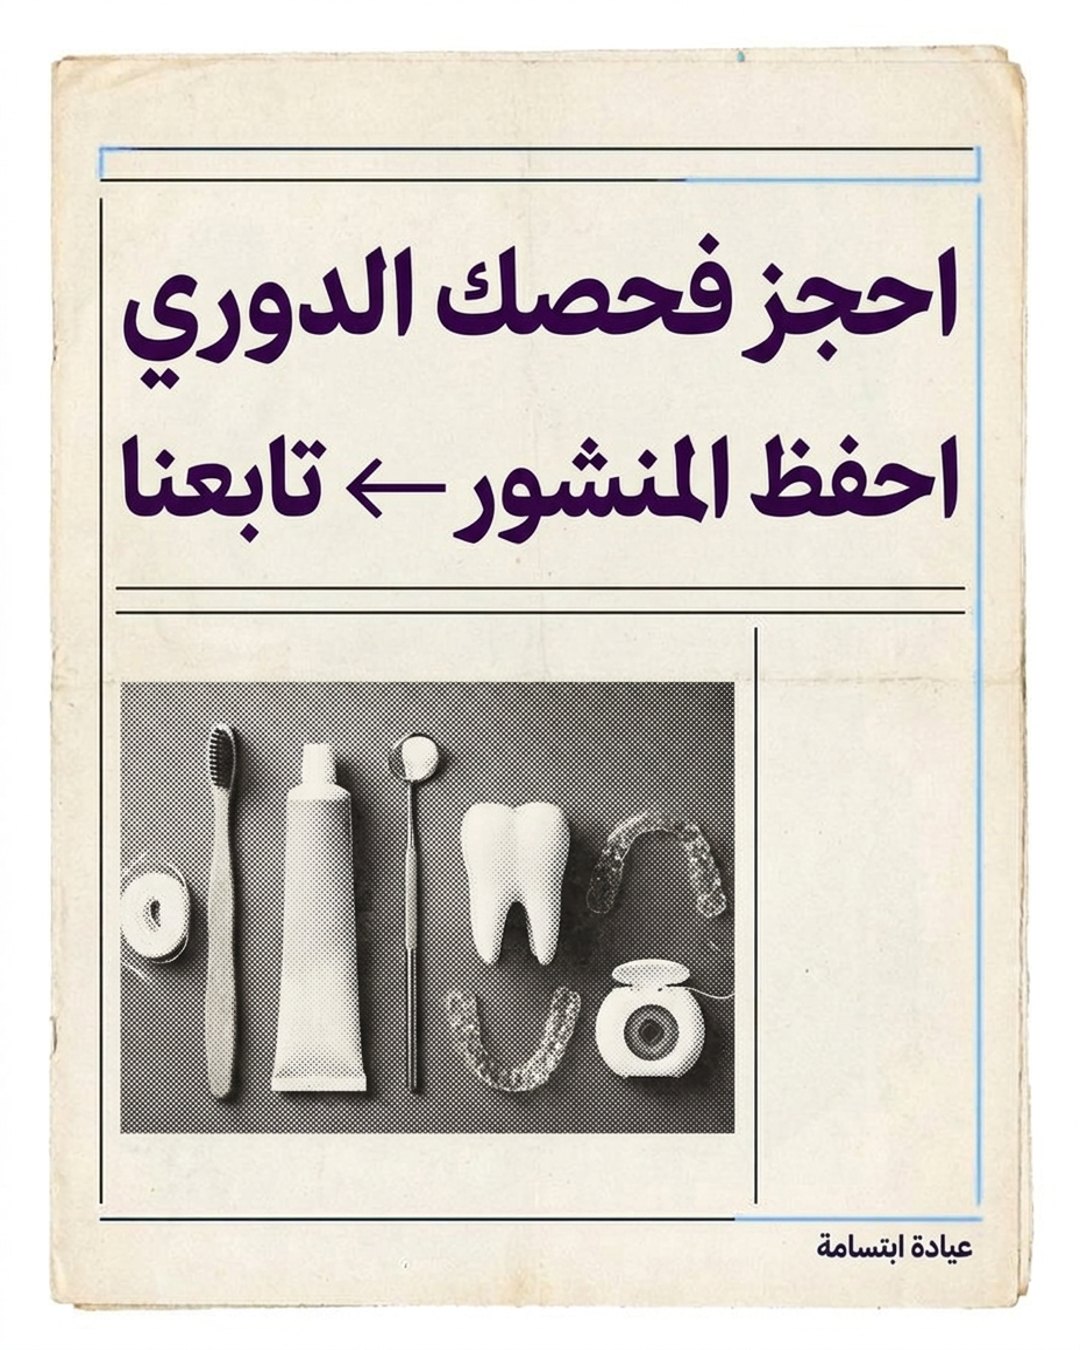 احجز فحصك الدوري
احفظ المنشور ← تابعنا
عيادة ابتسامة